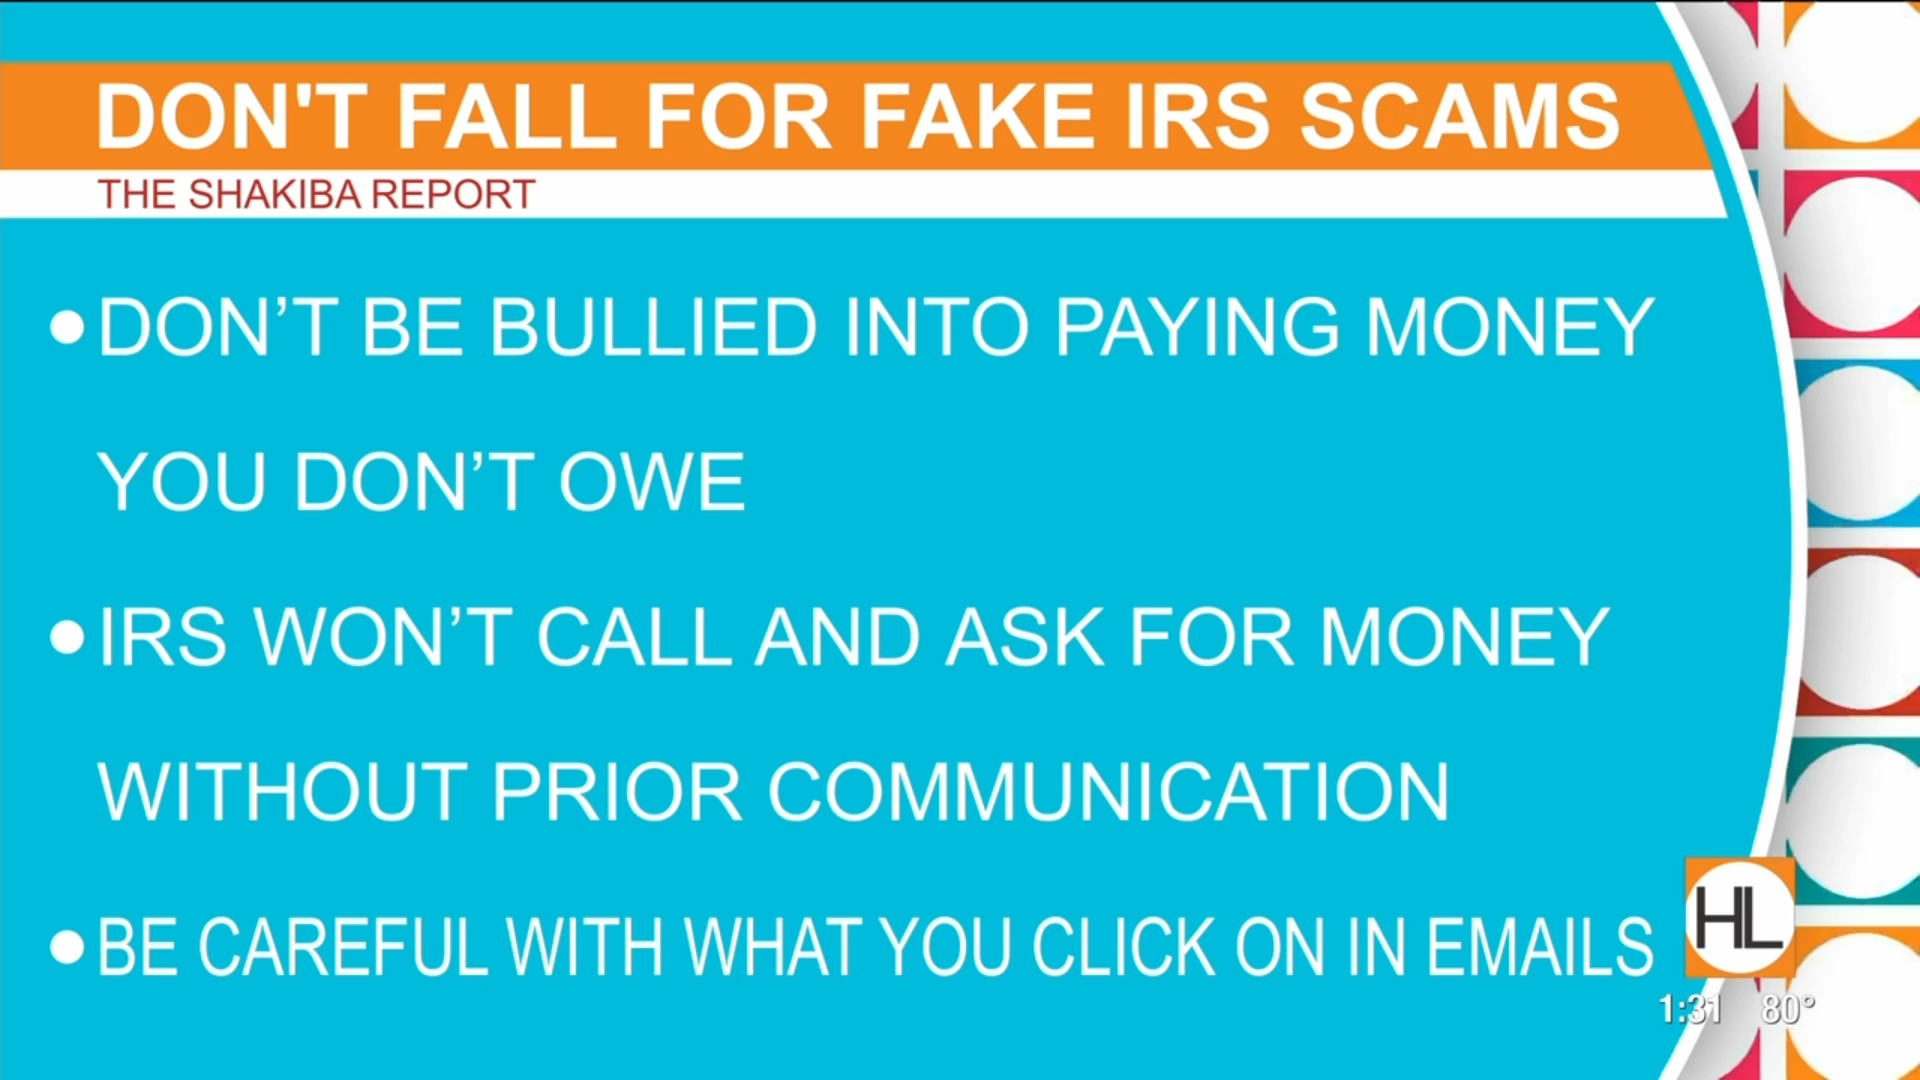 DON'T FALL FOR FAKE IRS SCAMS
THE SHAKIBA REPORT
●DON’T BE BULLIED INTO PAYING MONEY
YOU DON’T OWE
●IRS WON’T CALL AND ASK FOR MONEY
WITHOUT PRIOR COMMUNICATION
●BE CAREFUL WITH WHAT YOU CLICK ON IN EMAILS
HL
1:31 80°